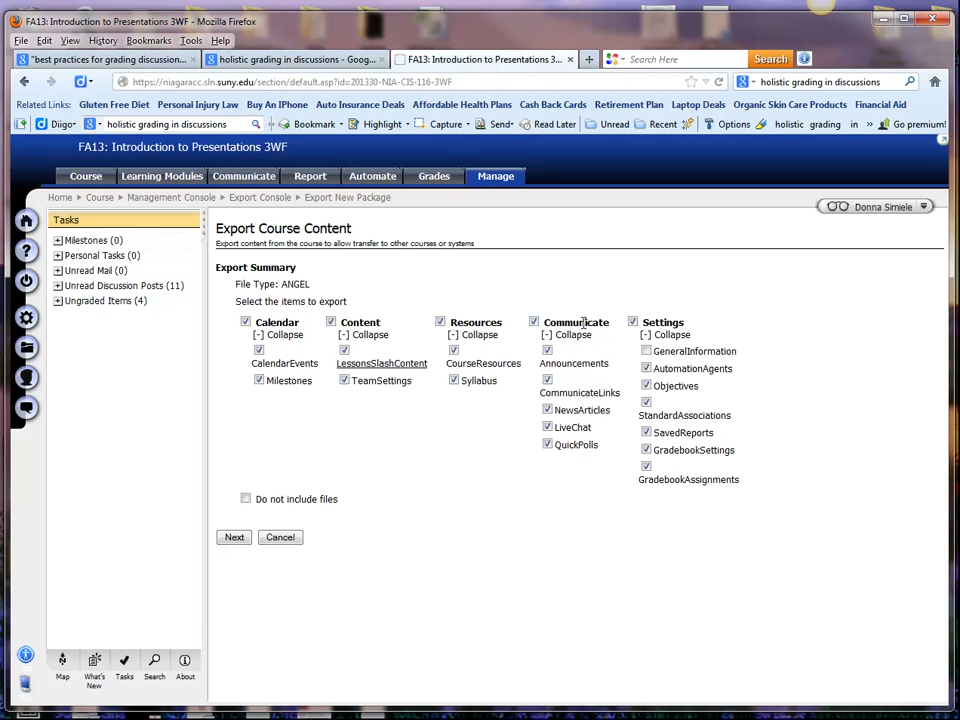 FA13: Introduction to Presentations 3WF - Mozilla Firefox
File Edit View History Bookmarks Tools Help
"best practices for grading discussions... × holistic grading in discussions - Goog... × FA13: Introduction to Presentations 3WF... × + Search Here Search
https://niagaracc.sln.suny.edu/section/default.asp?id=201330-NIA-CIS-116-3WF holistic grading in discussions
Related Links: Gluten Free Diet Personal Injury Law Buy An IPhone Auto Insurance Deals Affordable Health Plans Cash Back Cards Retirement Plan Laptop Deals Organic Skin Care Products Financial Aid
Diigo holistic grading in discussions Bookmark Highlight Capture Send Read Later Unread Recent Options holistic grading in » Go premium!
FA13: Introduction to Presentations 3WF
Course Learning Modules Communicate Report Automate Grades Manage
Home > Course > Management Console > Export Console > Export New Package
Donna Simiele
Tasks
Milestones (0)
Personal Tasks (0)
Unread Mail (0)
Unread Discussion Posts (11)
Ungraded Items (4)
Export Course Content
Export content from the course to allow transfer to other courses or systems
Export Summary
File Type: ANGEL
Select the items to export
Calendar
[-] Collapse
CalendarEvents
Milestones
Content
[-] Collapse
LessonsSlashContent
TeamSettings
Resources
[-] Collapse
CourseResources
Syllabus
Communicate
[-] Collapse
Announcements
CommunicateLinks
NewsArticles
LiveChat
QuickPolls
Settings
[-] Collapse
GeneralInformation
AutomationAgents
Objectives
StandardAssociations
SavedReports
GradebookSettings
GradebookAssignments
Do not include files
Next Cancel
Map What's New Tasks Search About